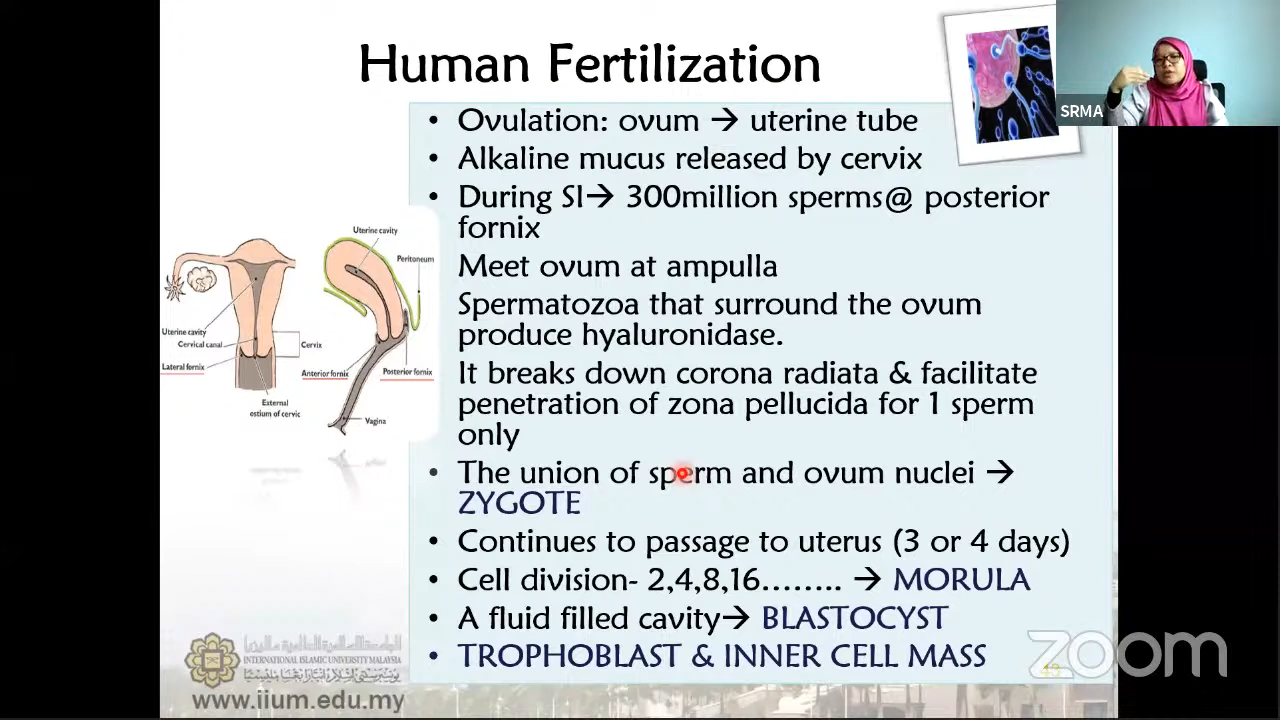 Human Fertilization
SRMA
• Ovulation: ovum → uterine tube
• Alkaline mucus released by cervix
• During SI→ 300million sperms@ posterior
fornix
Meet ovum at ampulla
Spermatozoa that surround the ovum
produce hyaluronidase.
It breaks down corona radiata & facilitate
penetration of zona pellucida for 1 sperm
only
• The union of sperm and ovum nuclei →
ZYGOTE
• Continues to passage to uterus (3 or 4 days)
• Cell division- 2,4,8,16…….. → MORULA
• A fluid filled cavity→ BLASTOCYST
• TROPHOBLAST & INNER CELL MASS
Uterine cavity
Peritoneum
Uterine cavity
Cervical canal
Cervix
Lateral fornix
Anterior fornix
Posterior fornix
External
ostium of cervic
Vagina
INTERNATIONAL ISLAMIC UNIVERSITY MALAYSIA
www.iium.edu.my
zoom
43